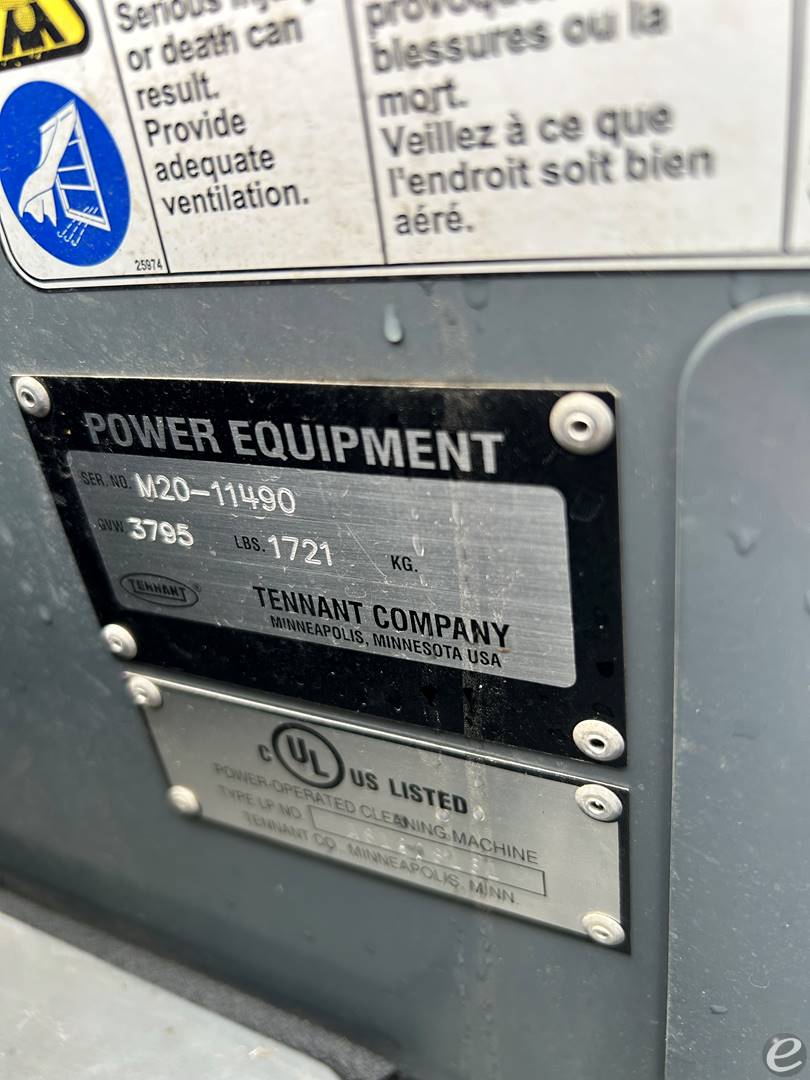 Serious
or death can
result.
Provide
adequate
ventilation.
25974
provoque
blessures ou la
mort.
Veillez à ce que
l'endroit soit bien
aéré.
POWER EQUIPMENT
SER. NO. M20-11490
GVW 3795 LBS. 1721 KG.
TENNANT®
TENNANT COMPANY
MINNEAPOLIS, MINNESOTA USA
C UL US LISTED
POWER-OPERATED CLEANING MACHINE
TYPE LP NO
TENNANT CO. MINNEAPOLIS, MINN.
e